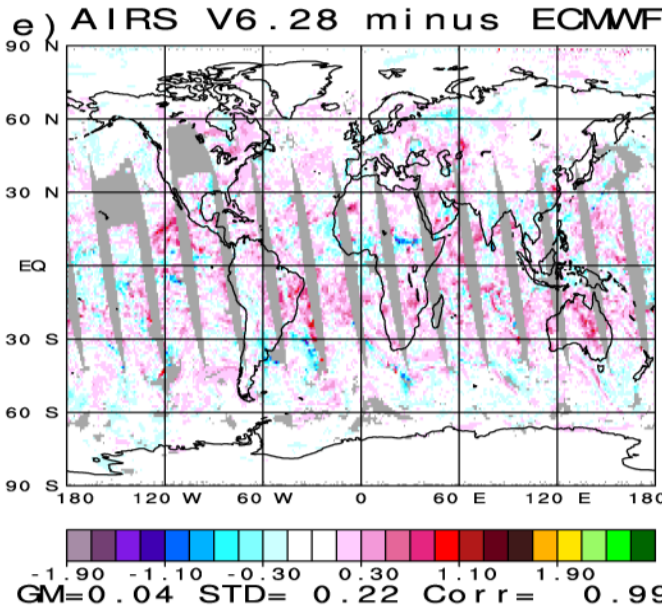 e) AIRS V6.28 minus ECMWF
90 N
60 N
30 N
EQ
30 S
60 S
90 S
180 120 W 60 W 0 60 E 120 E 180
-1.90 -1.10 -0.30 0.30 1.10 1.90
GM=0.04 STD= 0.22 Corr= 0.99